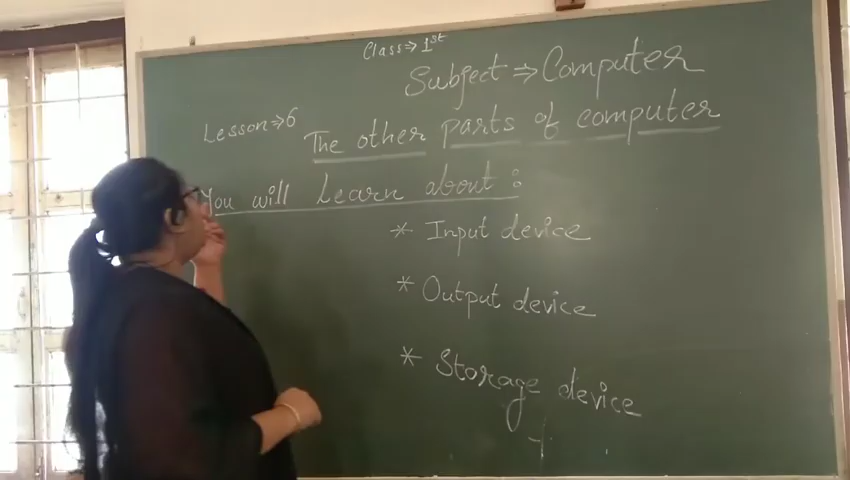 Class⇒ 1st
Subject ⇒ Computer
Lesson⇒6
The other parts of computer
You will Learn about :
* Input device
* Output device
* Storage device